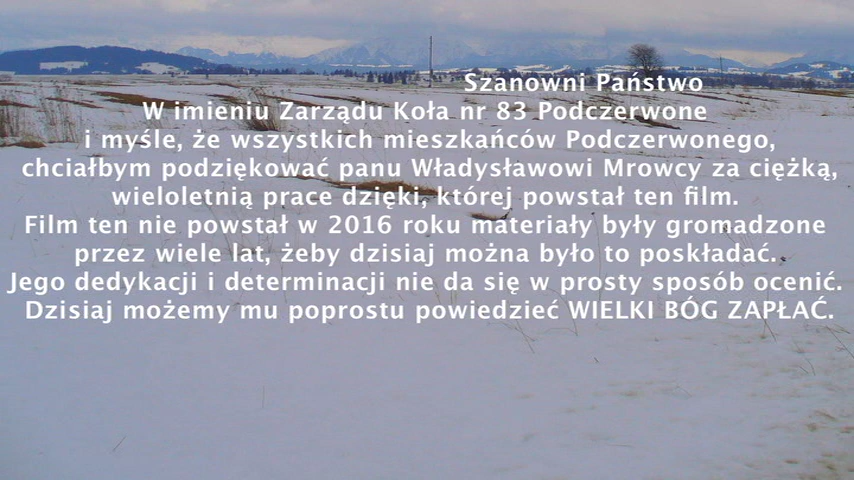 Szanowni Państwo
W imieniu Zarządu Koła nr 83 Podczerwone
i myśle, że wszystkich mieszkańców Podczerwonego,
chciałbym podziękować panu Władysławowi Mrowcy za ciężką,
wieloletnią prace dzięki, której powstał ten film.
Film ten nie powstał w 2016 roku materiały były gromadzone
przez wiele lat, żeby dzisiaj można było to poskładać.
Jego dedykacji i determinacji nie da się w prosty sposób ocenić.
Dzisiaj możemy mu poprostu powiedzieć WIELKI BÓG ZAPŁAĆ.